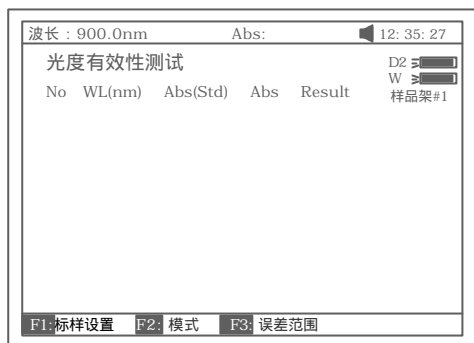 波长：900.0nm Abs: 12: 35: 27
光度有效性测试 D2
W
No WL(nm) Abs(Std) Abs Result 样品架#1
F1:标样设置 F2: 模式 F3: 误差范围